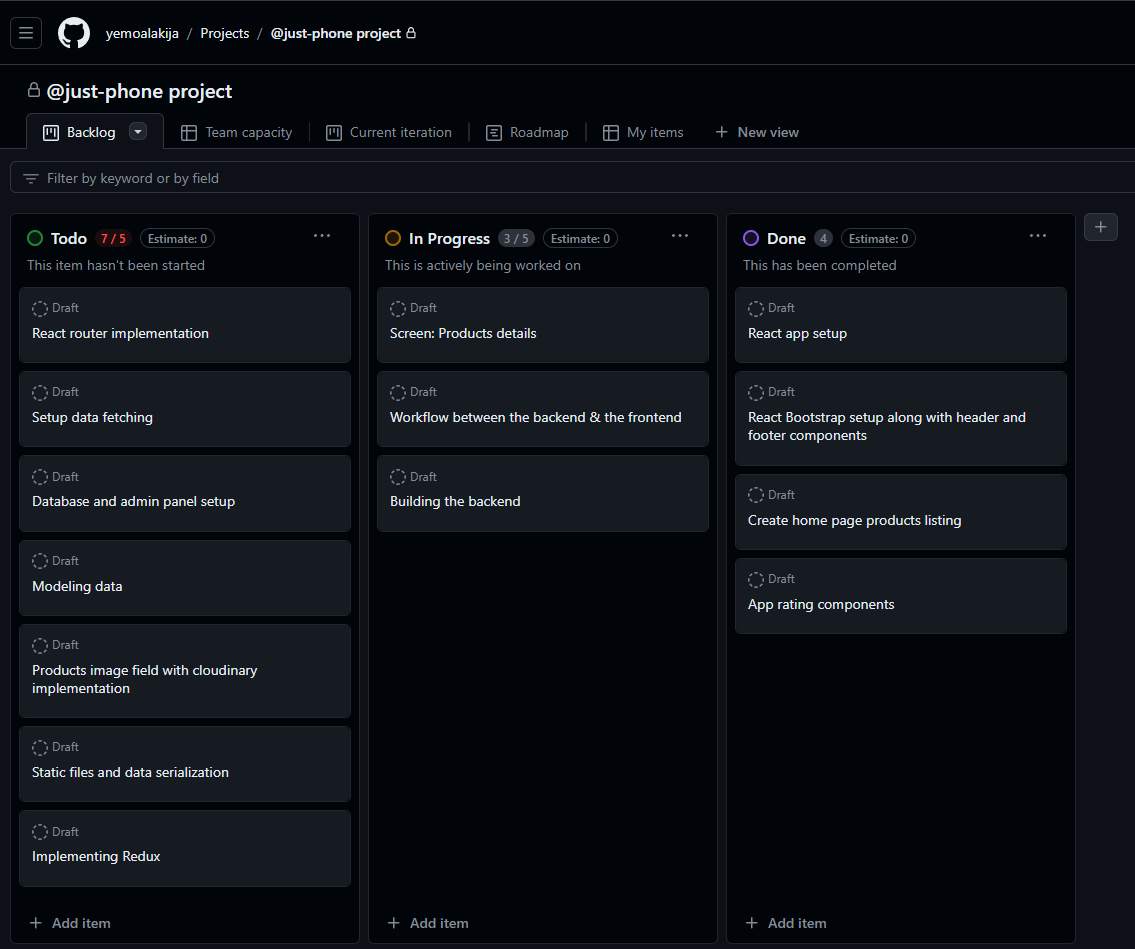 yemoalakija / Projects / @just-phone project
@just-phone project
Backlog Team capacity Current iteration Roadmap My items + New view
Filter by keyword or by field
Todo 7 / 5 Estimate: 0
This item hasn't been started
Draft
React router implementation
Draft
Setup data fetching
Draft
Database and admin panel setup
Draft
Modeling data
Draft
Products image field with cloudinary
implementation
Draft
Static files and data serialization
Draft
Implementing Redux
+ Add item
In Progress 3 / 5 Estimate: 0
This is actively being worked on
Draft
Screen: Products details
Draft
Workflow between the backend & the frontend
Draft
Building the backend
+ Add item
Done 4 Estimate: 0
This has been completed
Draft
React app setup
Draft
React Bootstrap setup along with header and
footer components
Draft
Create home page products listing
Draft
App rating components
+ Add item